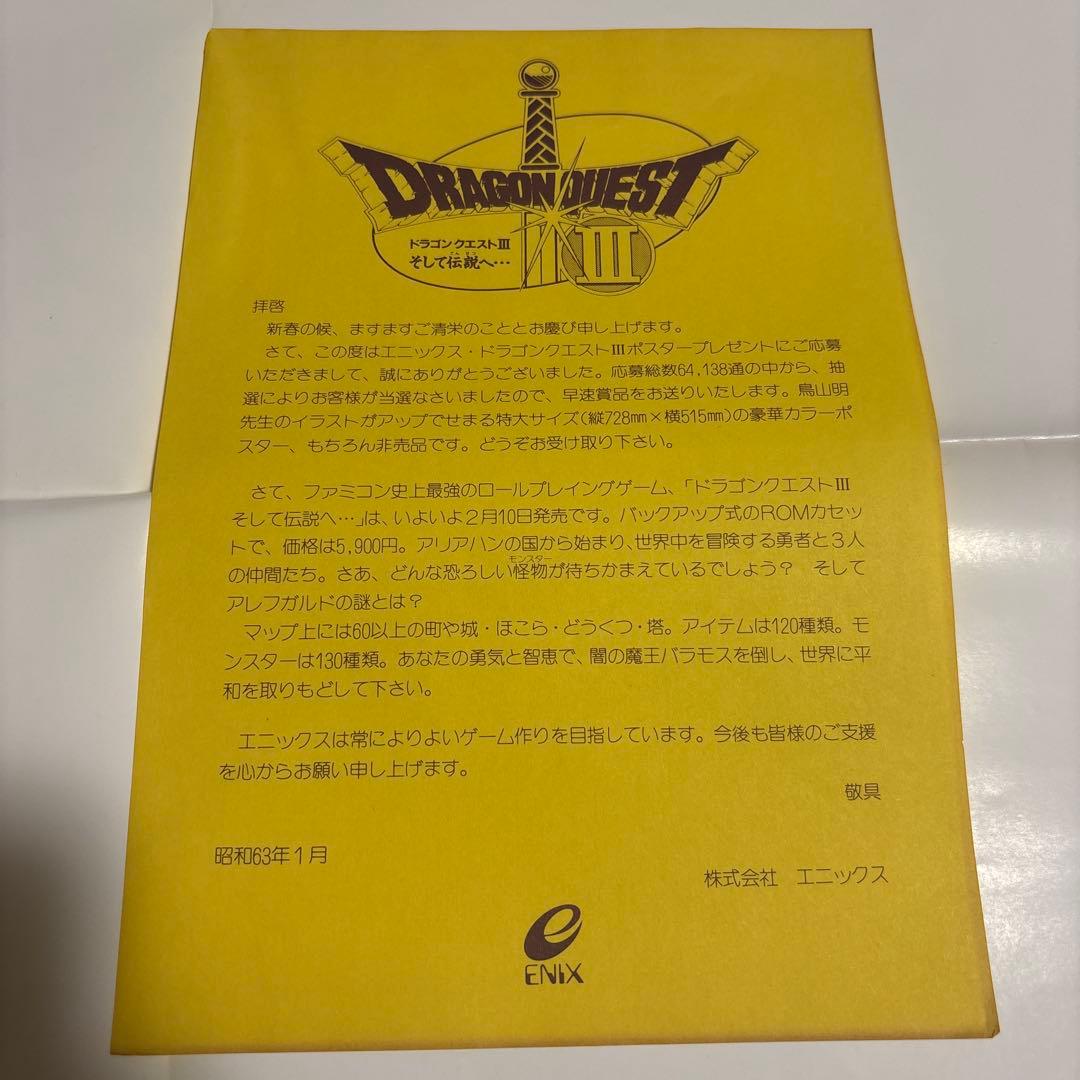 DRAGON QUEST
ドラゴンクエストIII
そして伝説へ…
でんせつ
III
拝啓
新春の候、ますますご清栄のこととお慶び申し上げます。
さて、この度はエニックス・ドラゴンクエストIIIポスタープレゼントにご応募
いただきまして、誠にありがとうございました。応募総数64,138通の中から、抽
選によりお客様が当選なさいましたので、早速賞品をお送りいたします。鳥山明
先生のイラストがアップでせまる特大サイズ(縦728mm×横515mm)の豪華カラーポ
スター、もちろん非売品です。どうぞお受け取り下さい。
さて、ファミコン史上最強のロールプレイングゲーム、「ドラゴンクエストIII
そして伝説へ…」は、いよいよ2月10日発売です。バックアップ式のROMカセッ
トで、価格は5,900円。アリアハンの国から始まり、世界中を冒険する勇者と3人
の仲間たち。さあ、どんな恐ろしい怪物が待ちかまえているでしよう? そして
モンスター
アレフガルドの謎とは?
マップ上には60以上の町や城・ほこら・どうくつ・塔。アイテムは120種類。モ
ンスターは130種類。あなたの勇気と智恵で、闇の魔王バラモスを倒し、世界に平
和を取りもどして下さい。
エニックスは常によりよいゲーム作りを目指しています。今後も皆様のご支援
を心からお願い申し上げます。
敬具
昭和63年1月
株式会社 エニックス
ENIX